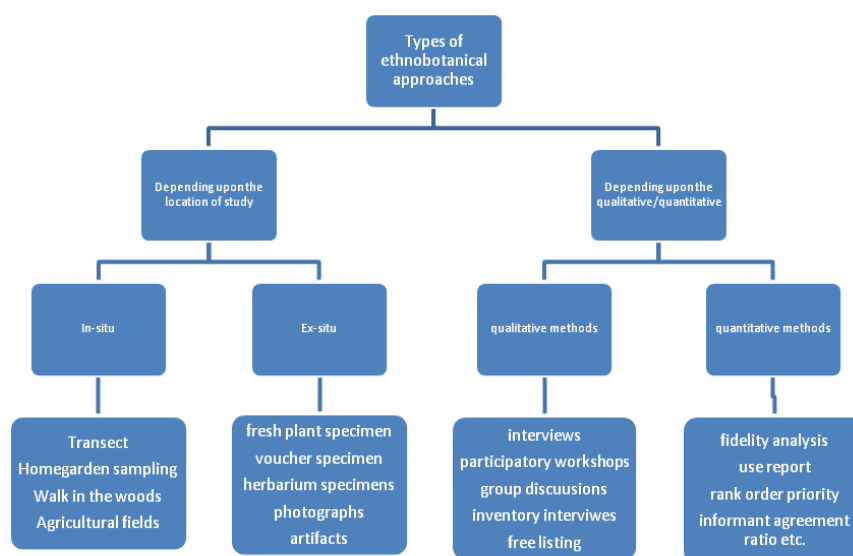 Types of
ethnobotanical
approaches
Depending upon the
location of study
Depending upon the
qualitative/quantitative
In-situ
Ex-situ
qualitative methods
quantitative methods
Transect
Homegarden sampling
Walk in the woods
Agricultural fields
fresh plant specimen
voucher specimen
herbarium specimens
photographs
artifacts
interviews
participatory workshops
group discuusions
inventory interviwes
free listing
fidelity analysis
use report
rank order priority
informant agreement
ratio etc.